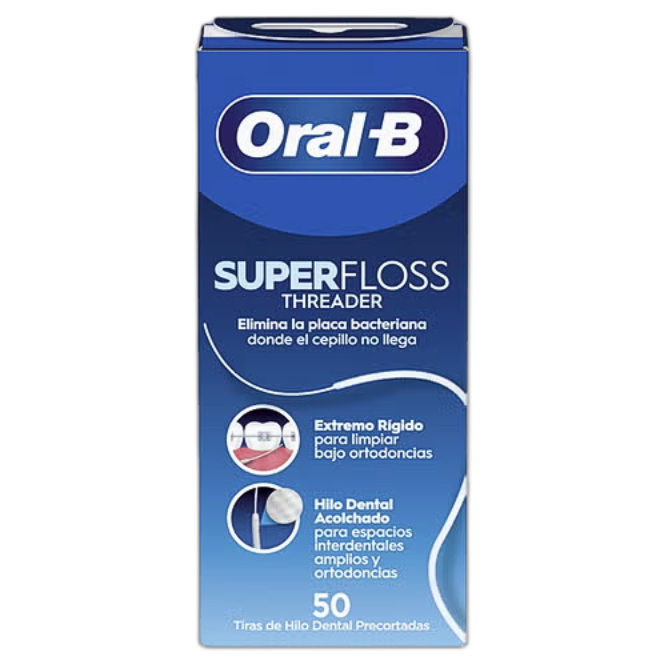 Oral-B
SUPERFLOSS
THREADER
Elimina la placa bacteriana
donde el cepillo no llega
Extremo Rígido
para limpiar
bajo ortodoncias
Hilo Dental
Acolchado
para espacios
interdentales
amplios y
ortodoncias
50
Tiras de Hilo Dental Precortadas